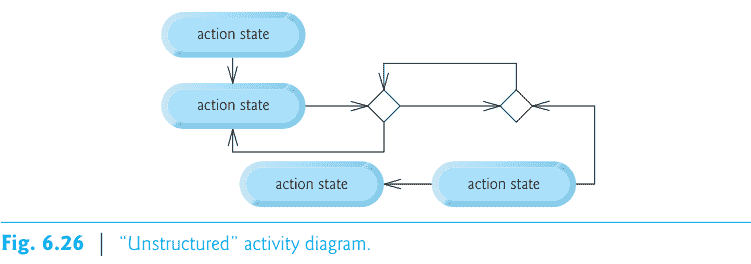 action state
action state
action state action state
Fig. 6.26 | “Unstructured” activity diagram.